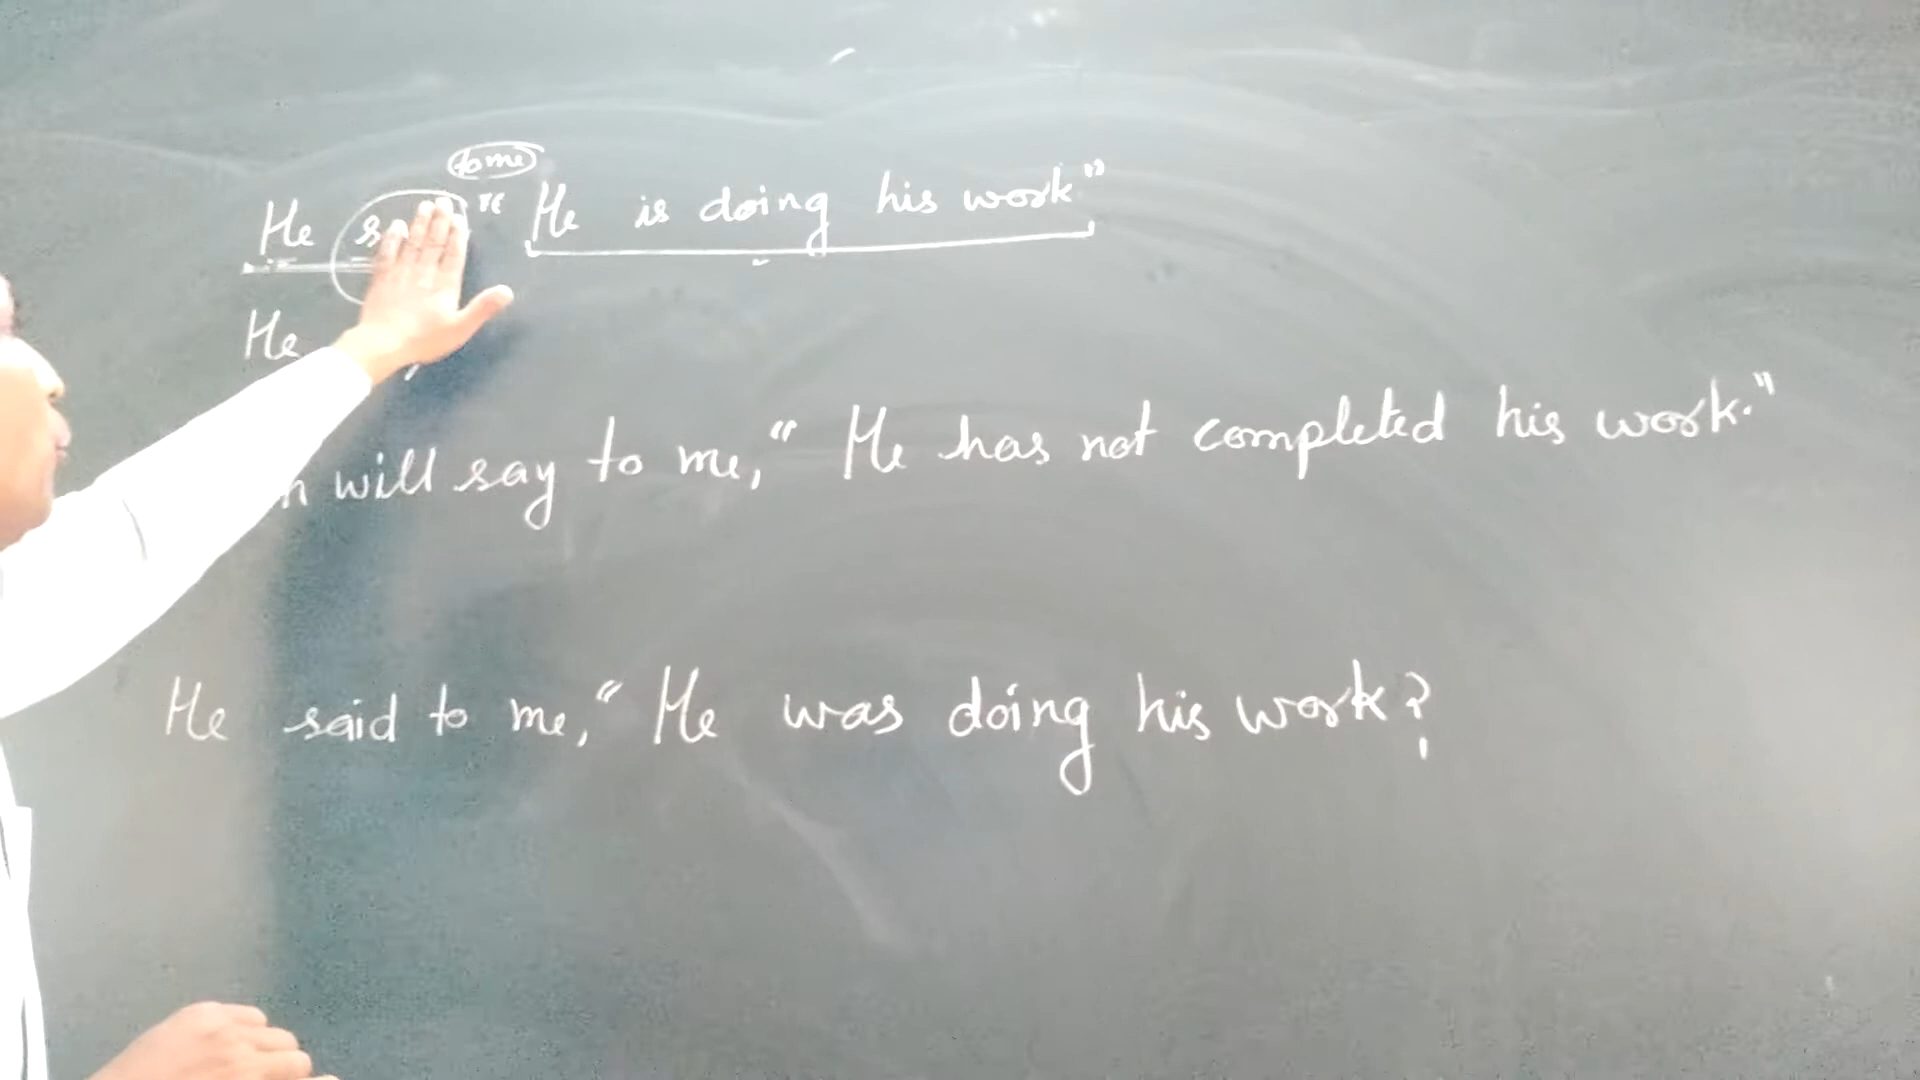 to me
He " He is doing his work"
He
will say to me, " He has not completed his work."
He said to me, " He was doing his work?